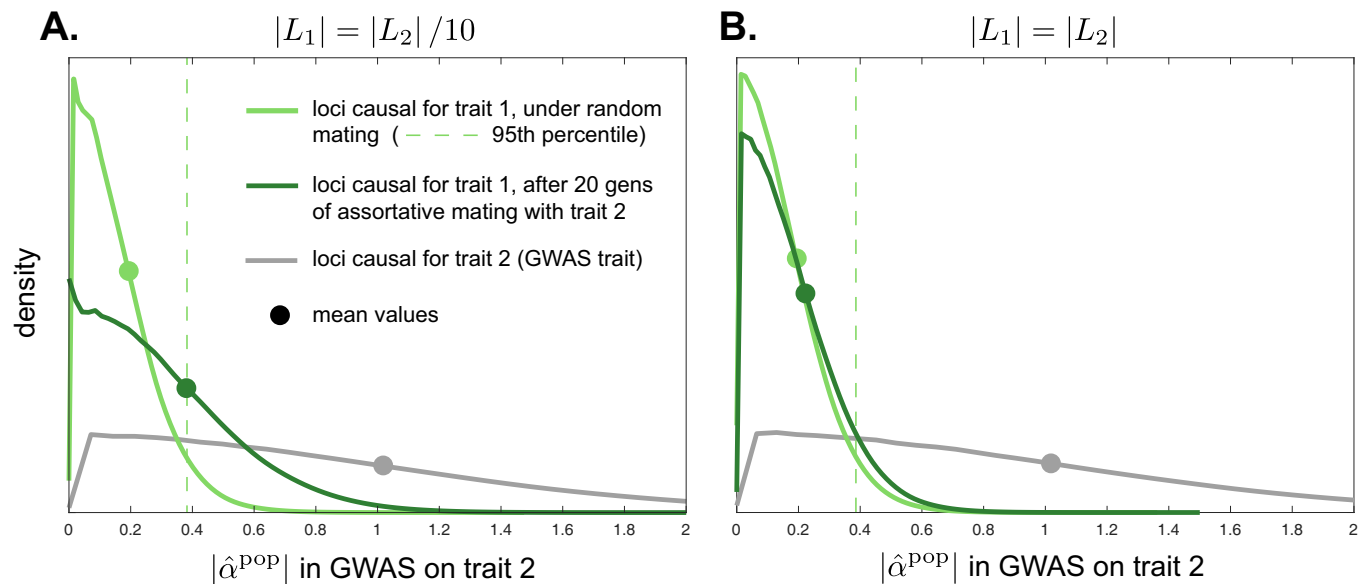 A.
|L₁| = |L₂| /10
loci causal for trait 1, under random
mating ( – – – 95th percentile)
loci causal for trait 1, after 20 gens
of assortative mating with trait 2
loci causal for trait 2 (GWAS trait)
mean values
density
0 0.2 0.4 0.6 0.8 1 1.2 1.4 1.6 1.8 2
|α̂ᵖᵒᵖ| in GWAS on trait 2
B.
|L₁| = |L₂|
0 0.2 0.4 0.6 0.8 1 1.2 1.4 1.6 1.8 2
|α̂ᵖᵒᵖ| in GWAS on trait 2